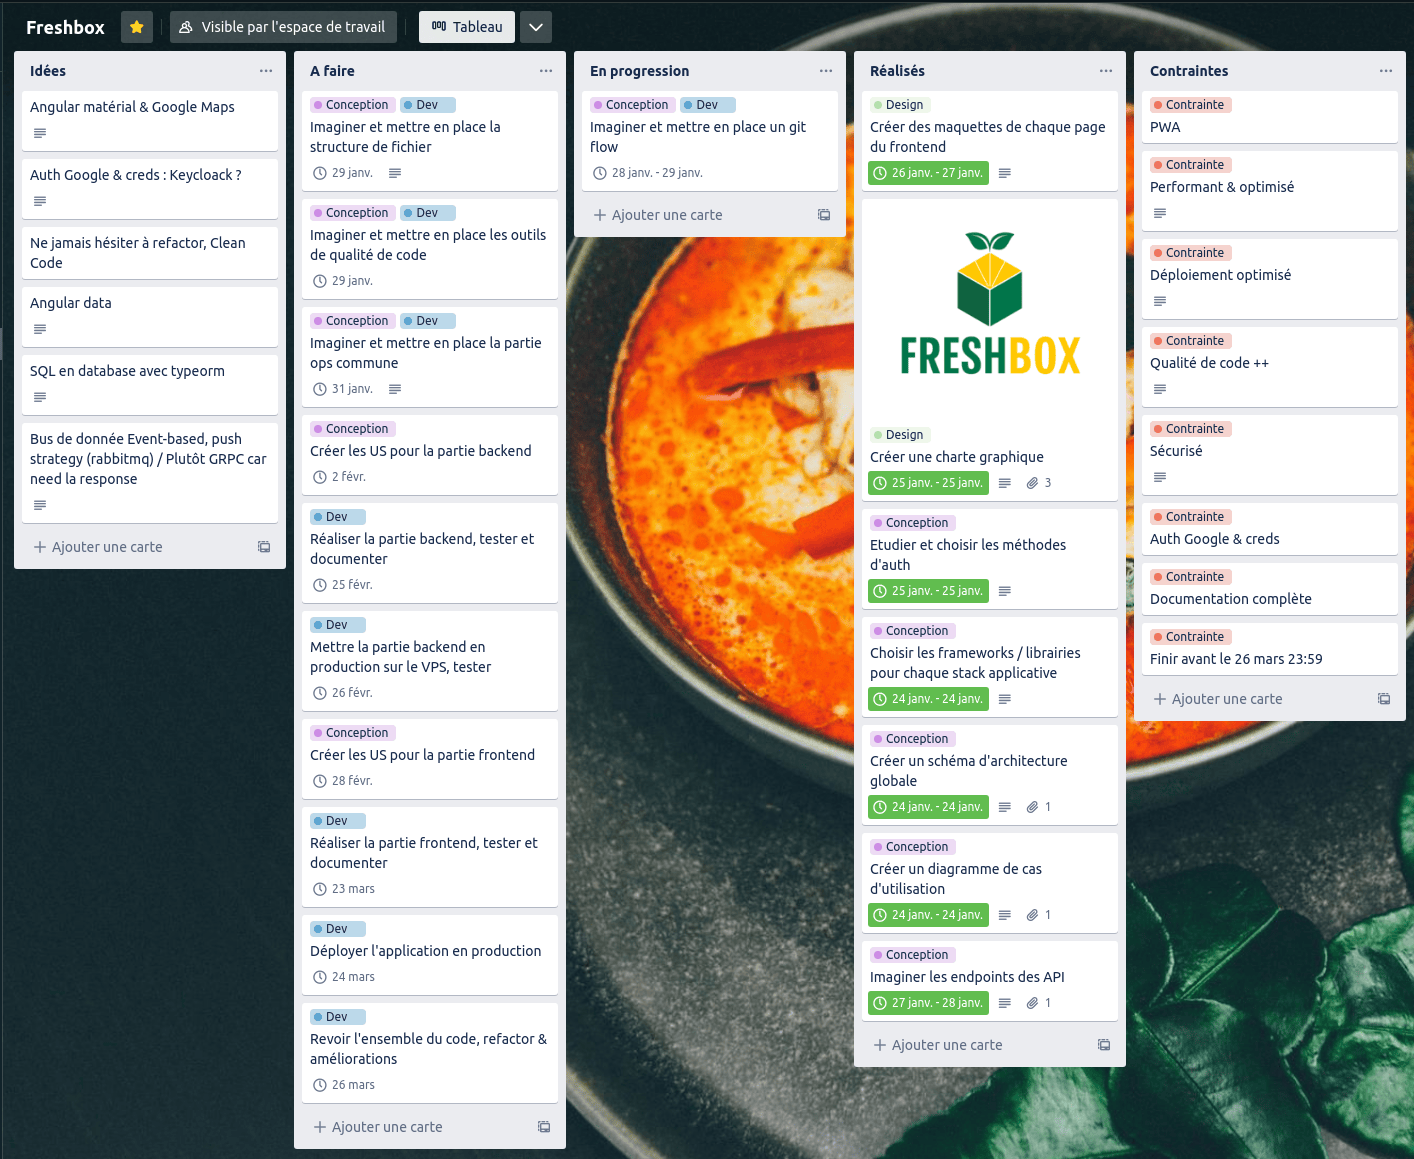 Freshbox
Visible par l'espace de travail
Tableau
Idées
Angular matérial & Google Maps
Auth Google & creds : Keycloack ?
Ne jamais hésiter à refactor, Clean
Code
Angular data
SQL en database avec typeorm
Bus de donnée Event-based, push
strategy (rabbitmq) / Plutôt GRPC car
need la response
Ajouter une carte
A faire
Conception
Dev
Imaginer et mettre en place la
structure de fichier
29 janv.
Conception
Dev
Imaginer et mettre en place les outils
de qualité de code
29 janv.
Conception
Dev
Imaginer et mettre en place la partie
ops commune
31 janv.
Conception
Créer les US pour la partie backend
2 févr.
Dev
Réaliser la partie backend, tester et
documenter
25 févr.
Dev
Mettre la partie backend en
production sur le VPS, tester
26 févr.
Conception
Créer les US pour la partie frontend
28 févr.
Dev
Réaliser la partie frontend, tester et
documenter
23 mars
Dev
Déployer l'application en production
24 mars
Dev
Revoir l'ensemble du code, refactor &
améliorations
26 mars
Ajouter une carte
En progression
Conception
Dev
Imaginer et mettre en place un git
flow
28 janv. - 29 janv.
Ajouter une carte
Réalisés
Design
Créer des maquettes de chaque page
du frontend
26 janv. - 27 janv.
FRESHBOX
Design
Créer une charte graphique
25 janv. - 25 janv.
3
Conception
Etudier et choisir les méthodes
d'auth
25 janv. - 25 janv.
Conception
Choisir les frameworks / librairies
pour chaque stack applicative
24 janv. - 24 janv.
Conception
Créer un schéma d'architecture
globale
24 janv. - 24 janv.
1
Conception
Créer un diagramme de cas
d'utilisation
24 janv. - 24 janv.
1
Conception
Imaginer les endpoints des API
27 janv. - 28 janv.
1
Ajouter une carte
Contraintes
Contrainte
PWA
Contrainte
Performant & optimisé
Contrainte
Déploiement optimisé
Contrainte
Qualité de code ++
Contrainte
Sécurisé
Contrainte
Auth Google & creds
Contrainte
Documentation complète
Contrainte
Finir avant le 26 mars 23:59
Ajouter une carte